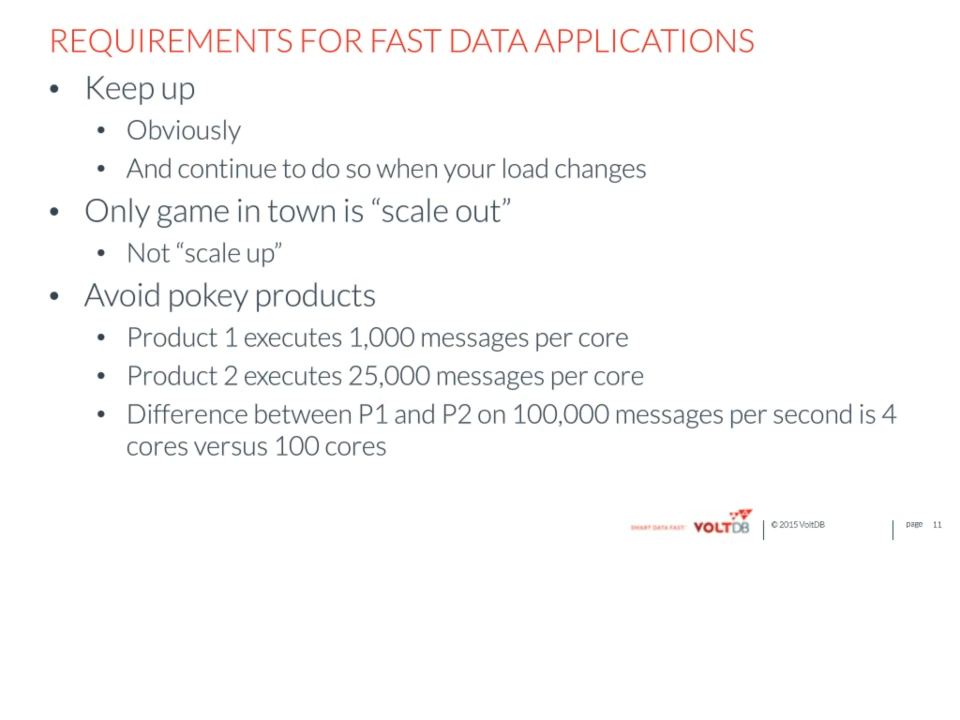 REQUIREMENTS FOR FAST DATA APPLICATIONS
• Keep up
• Obviously
• And continue to do so when your load changes
• Only game in town is “scale out”
• Not “scale up”
• Avoid pokey products
• Product 1 executes 1,000 messages per core
• Product 2 executes 25,000 messages per core
• Difference between P1 and P2 on 100,000 messages per second is 4
cores versus 100 cores
SMART DATA FAST VOLTDB © 2015 VoltDB page 11